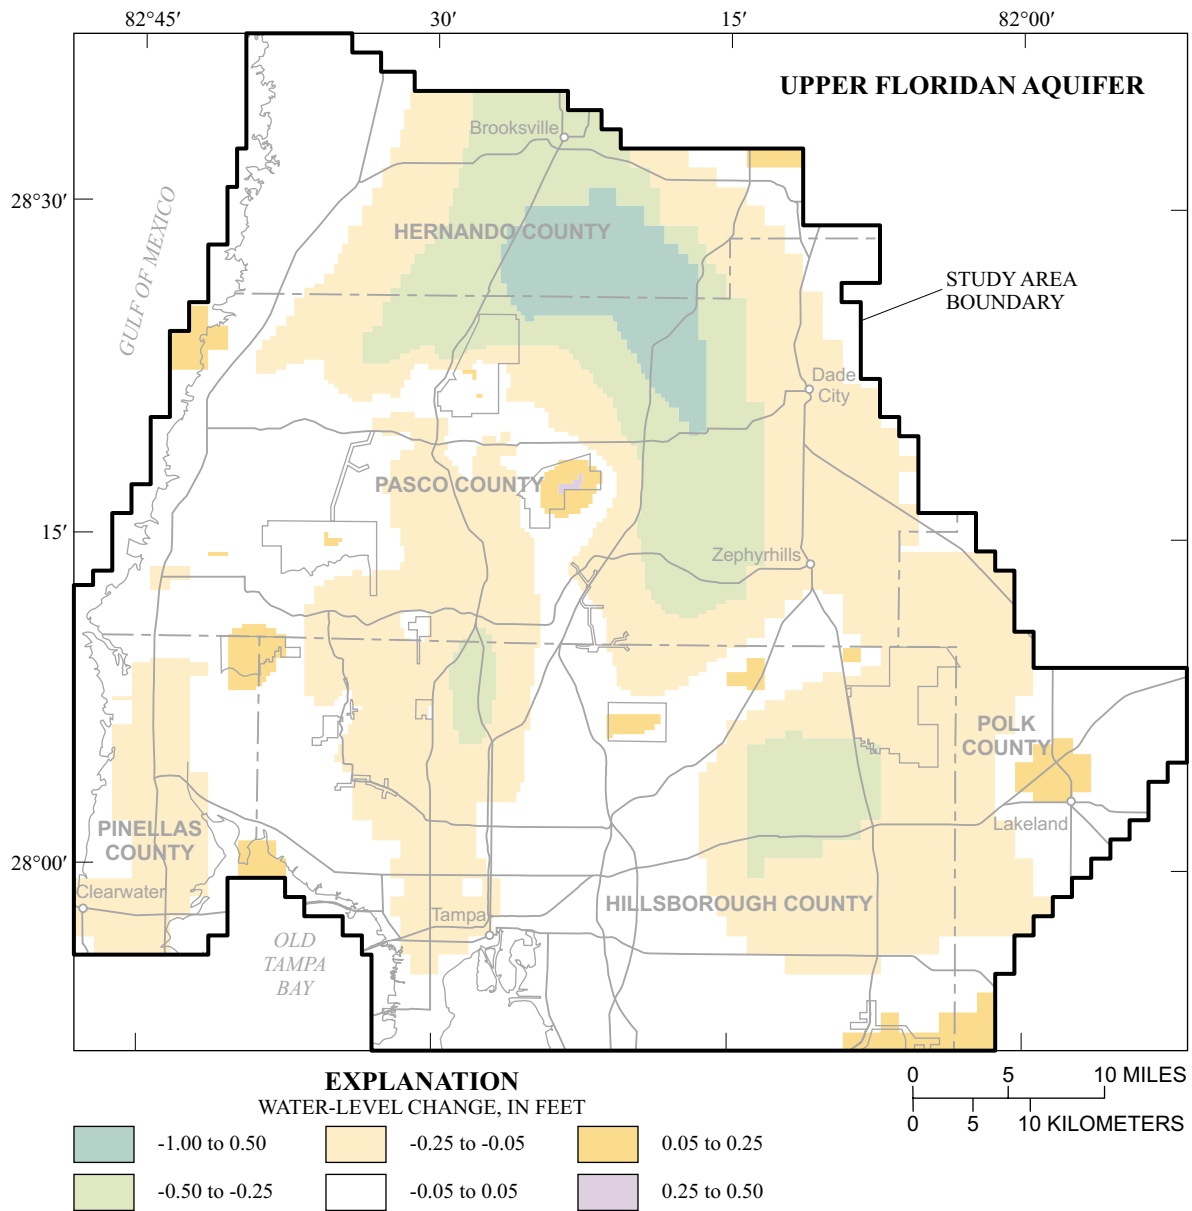 82°45′ 30′ 15′ 82°00′
UPPER FLORIDAN AQUIFER
Brooksville
28°30′
HERNANDO COUNTY
GULF OF MEXICO
STUDY AREA
BOUNDARY
Dade
City
PASCO COUNTY
15′
Zephyrhills
POLK
COUNTY
PINELLAS
COUNTY
Lakeland
28°00′
Clearwater
HILLSBOROUGH COUNTY
Tampa
OLD
TAMPA
BAY
EXPLANATION
WATER-LEVEL CHANGE, IN FEET
0 5 10 MILES
0 5 10 KILOMETERS
-1.00 to 0.50 -0.25 to -0.05 0.05 to 0.25
-0.50 to -0.25 -0.05 to 0.05 0.25 to 0.50